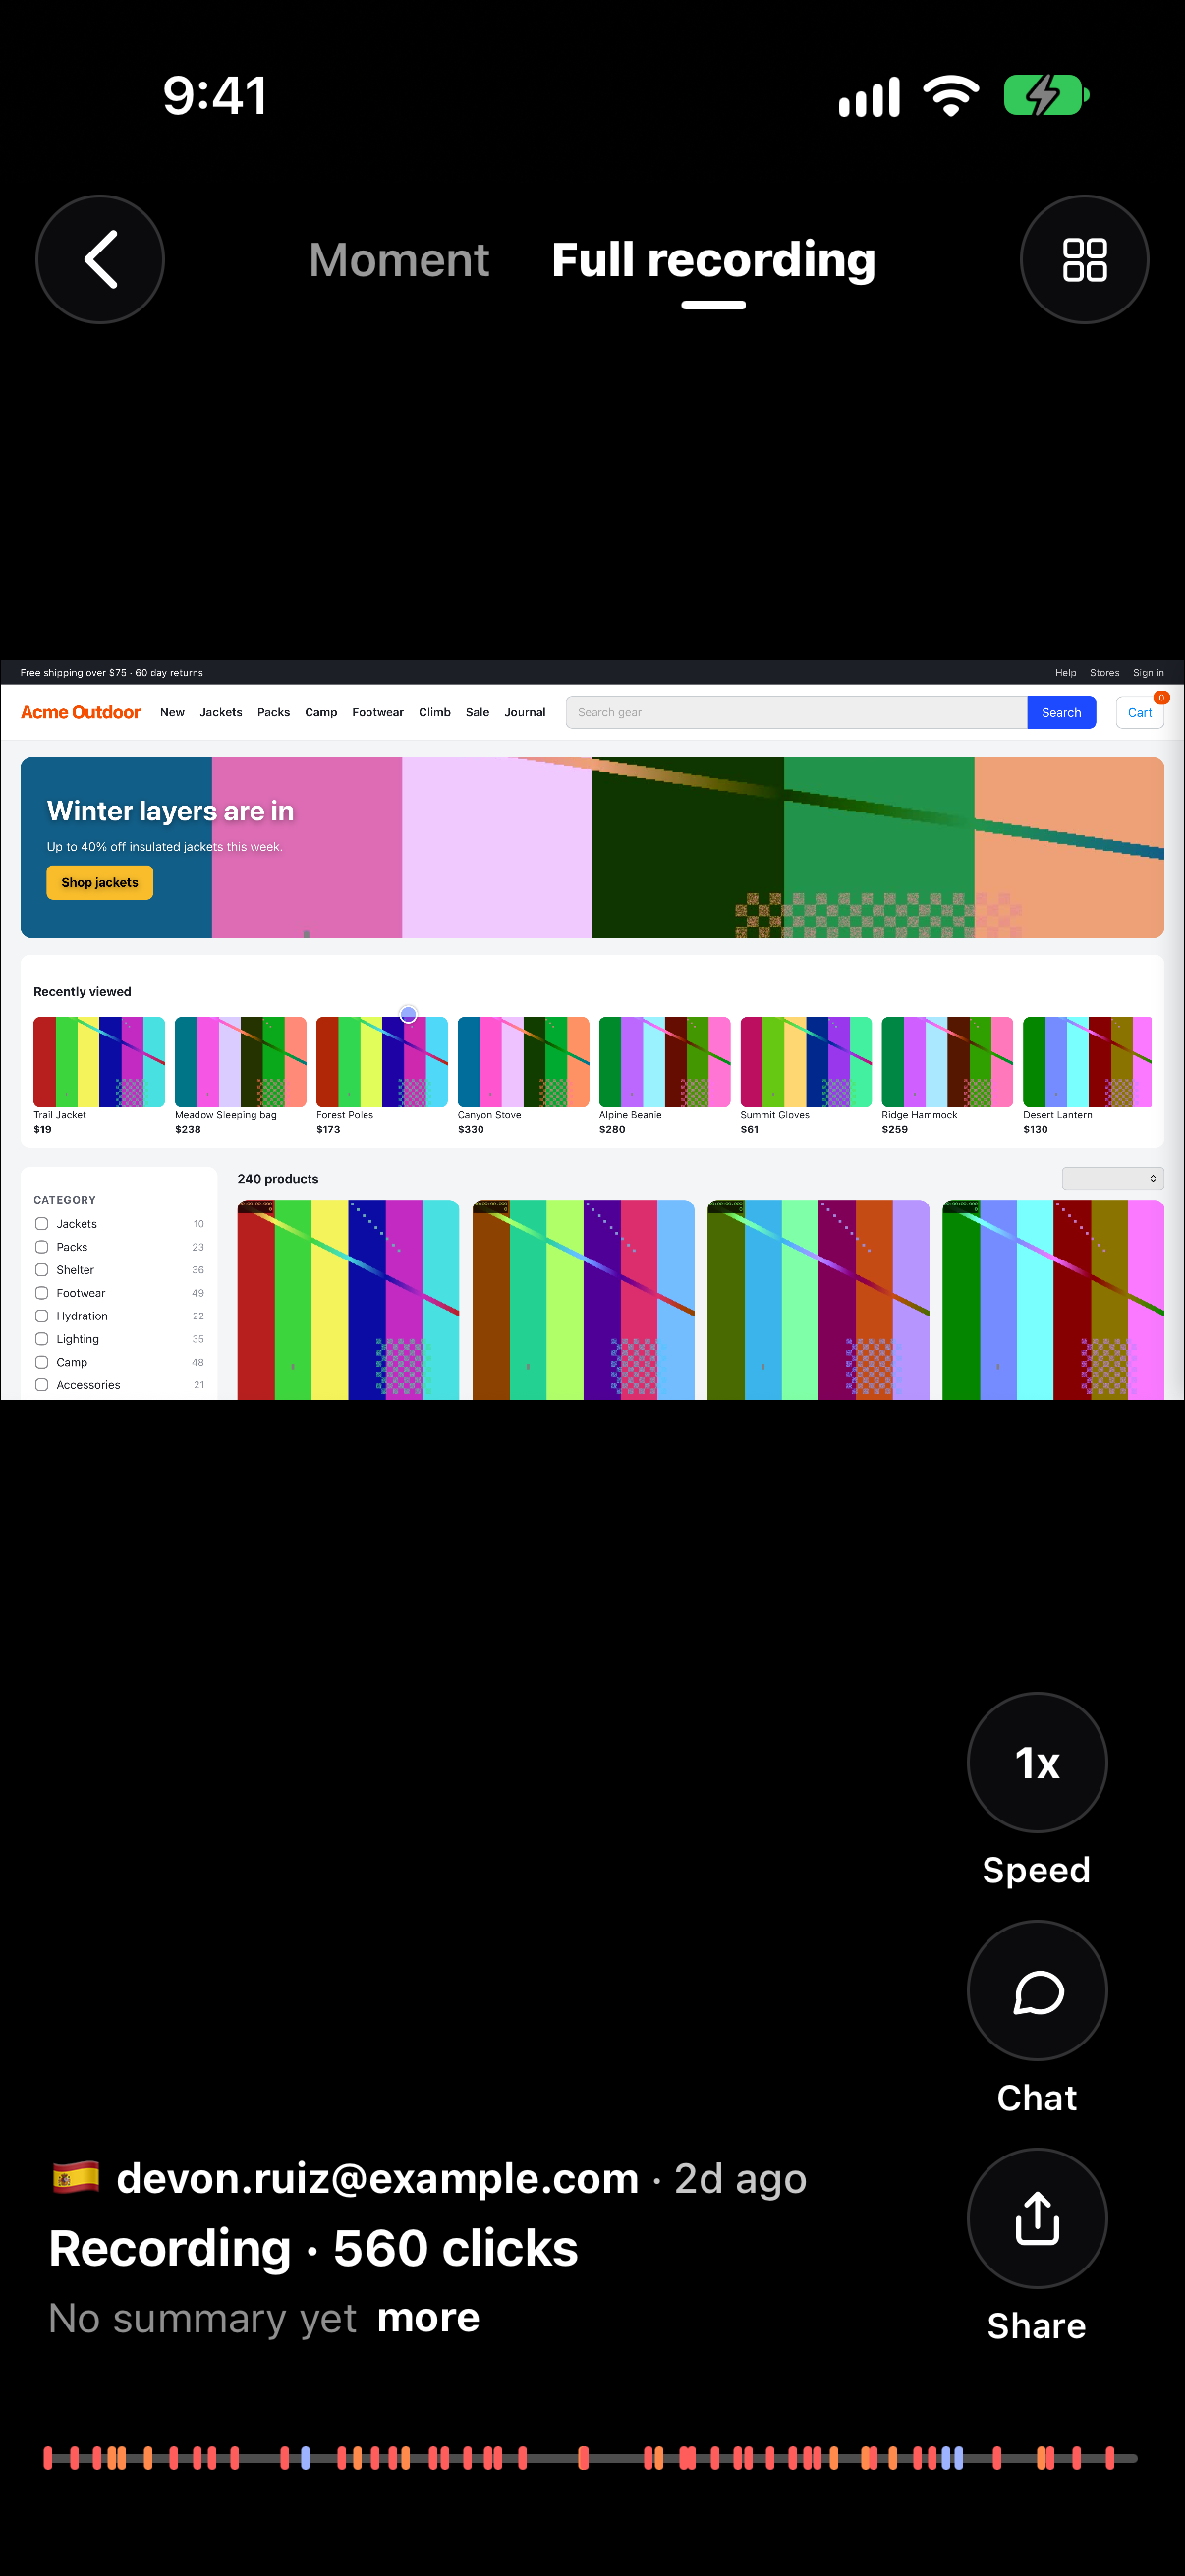 9:41
Moment Full recording
Free shipping over $75 · 60 day returns Help Stores Sign in
Acme Outdoor New Jackets Packs Camp Footwear Climb Sale Journal Search gear Search Cart 0
Winter layers are in
Up to 40% off insulated jackets this week.
Shop jackets
Recently viewed
Trail Jacket Meadow Sleeping bag Forest Poles Canyon Stove Alpine Beanie Summit Gloves Ridge Hammock Desert Lantern
$19 $238 $173 $330 $280 $61 $259 $130
240 products
CATEGORY
Jackets 10
Packs 23
Shelter 36
Footwear 49
Hydration 22
Lighting 35
Camp 48
Accessories 21
1x
Speed
Chat
devon.ruiz@example.com · 2d ago
Recording · 560 clicks
No summary yet more
Share